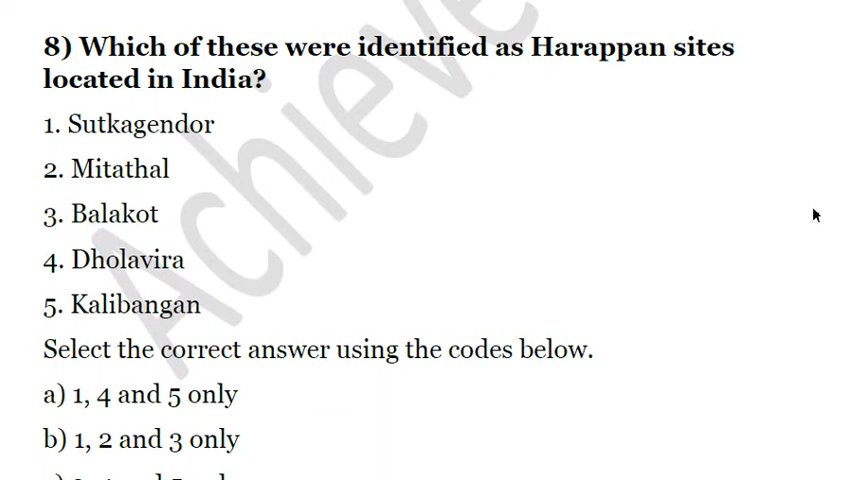 8) Which of these were identified as Harappan sites
located in India?
1. Sutkagendor
2. Mitathal
3. Balakot
4. Dholavira
5. Kalibangan
Select the correct answer using the codes below.
a) 1, 4 and 5 only
b) 1, 2 and 3 only
Achieve